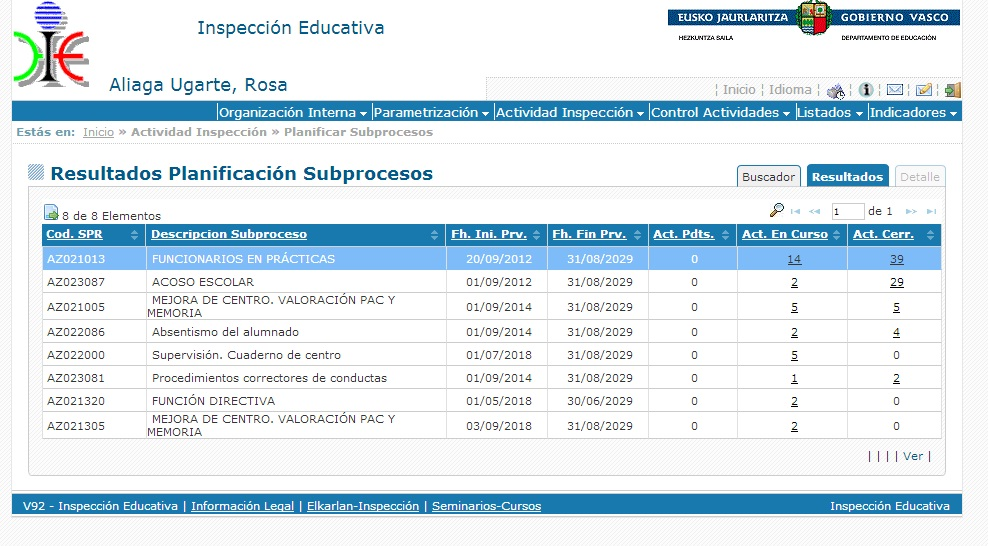 Inspección Educativa
EUSKO JAURLARITZA GOBIERNO VASCO
HEZKUNTZA SAILA DEPARTAMENTO DE EDUCACIÓN
Aliaga Ugarte, Rosa
Inicio Idioma
Organización Interna Parametrización Actividad Inspección Control Actividades Listados Indicadores
Estás en: Inicio » Actividad Inspección » Planificar Subprocesos
Resultados Planificación Subprocesos
Buscador Resultados Detalle
8 de 8 Elementos 1 de 1
Cod. SPR Descripcion Subproceso Fh. Ini. Prv. Fh. Fin Prv. Act. Pdts. Act. En Curso Act. Cerr.
AZ021013 FUNCIONARIOS EN PRÁCTICAS 20/09/2012 31/08/2029 0 14 39
AZ023087 ACOSO ESCOLAR 01/09/2012 31/08/2029 0 2 29
AZ021005 MEJORA DE CENTRO. VALORACIÓN PAC Y MEMORIA 01/09/2014 31/08/2029 0 5 5
AZ022086 Absentismo del alumnado 01/09/2014 31/08/2029 0 2 4
AZ022000 Supervisión. Cuaderno de centro 01/07/2018 31/08/2029 0 5 0
AZ023081 Procedimientos correctores de conductas 01/09/2014 31/08/2029 0 1 2
AZ021320 FUNCIÓN DIRECTIVA 01/05/2018 30/06/2029 0 2 0
AZ021305 MEJORA DE CENTRO. VALORACIÓN PAC Y MEMORIA 03/09/2018 31/08/2029 0 2 0
| | | | Ver |
V92 - Inspección Educativa | Información Legal | Elkarlan-Inspección | Seminarios-Cursos Inspección Educativa